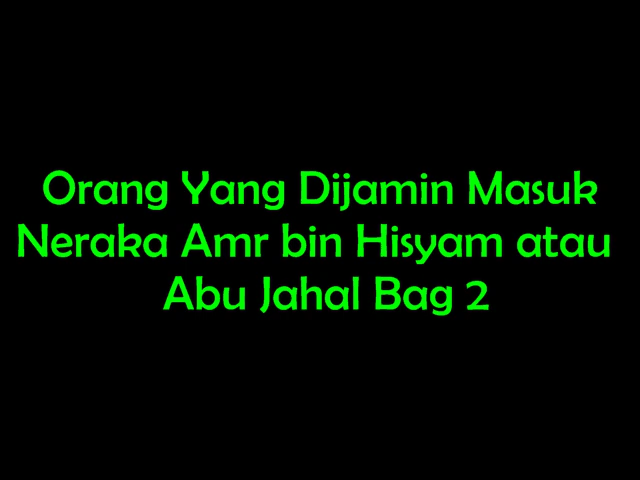 Orang Yang Dijamin Masuk
Neraka Amr bin Hisyam atau
Abu Jahal Bag 2